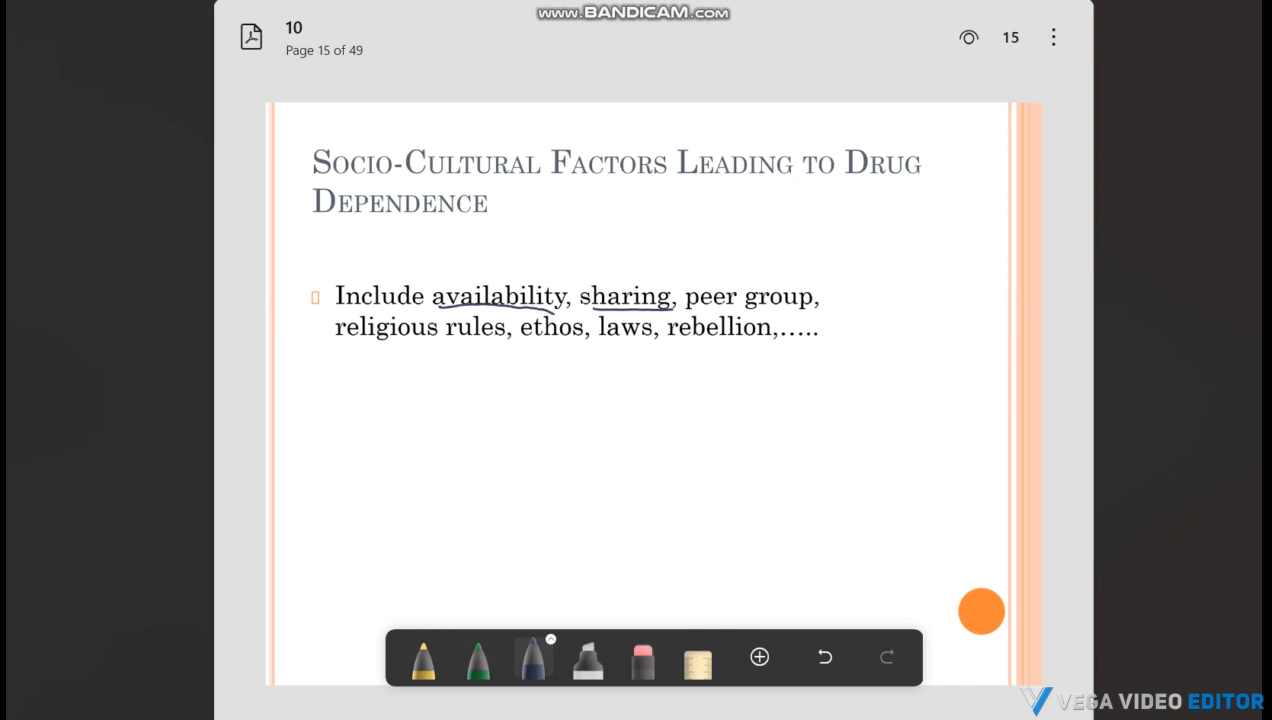 www.BANDICAM.com
10
Page 15 of 49
15
Socio-Cultural Factors Leading to Drug
Dependence
Include availability, sharing, peer group,
religious rules, ethos, laws, rebellion,.....
VEGA VIDEO EDITOR